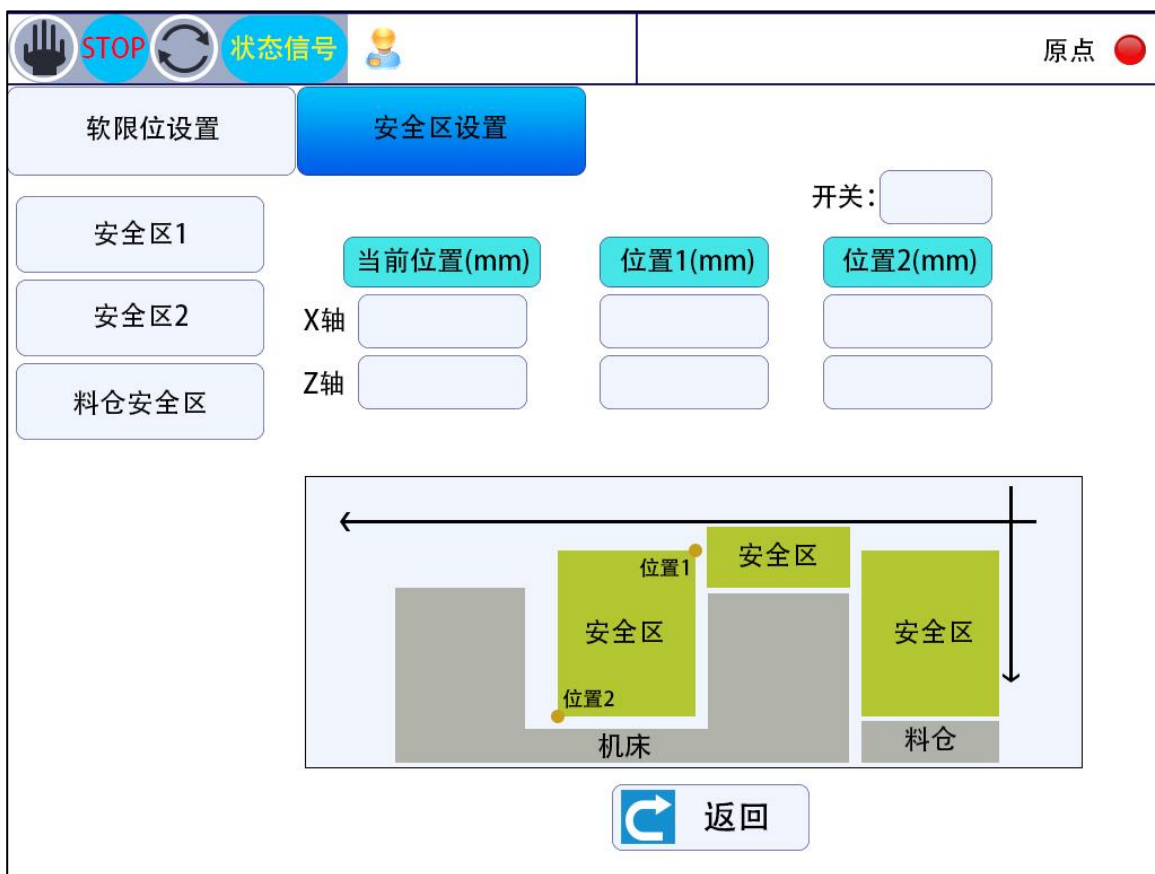 STOP
状态信号
原点
软限位设置
安全区设置
开关：
安全区1
安全区2
料仓安全区
当前位置(mm)
位置1(mm)
位置2(mm)
X轴
Z轴
安全区
位置1
安全区
安全区
位置2
机床
料仓
返回